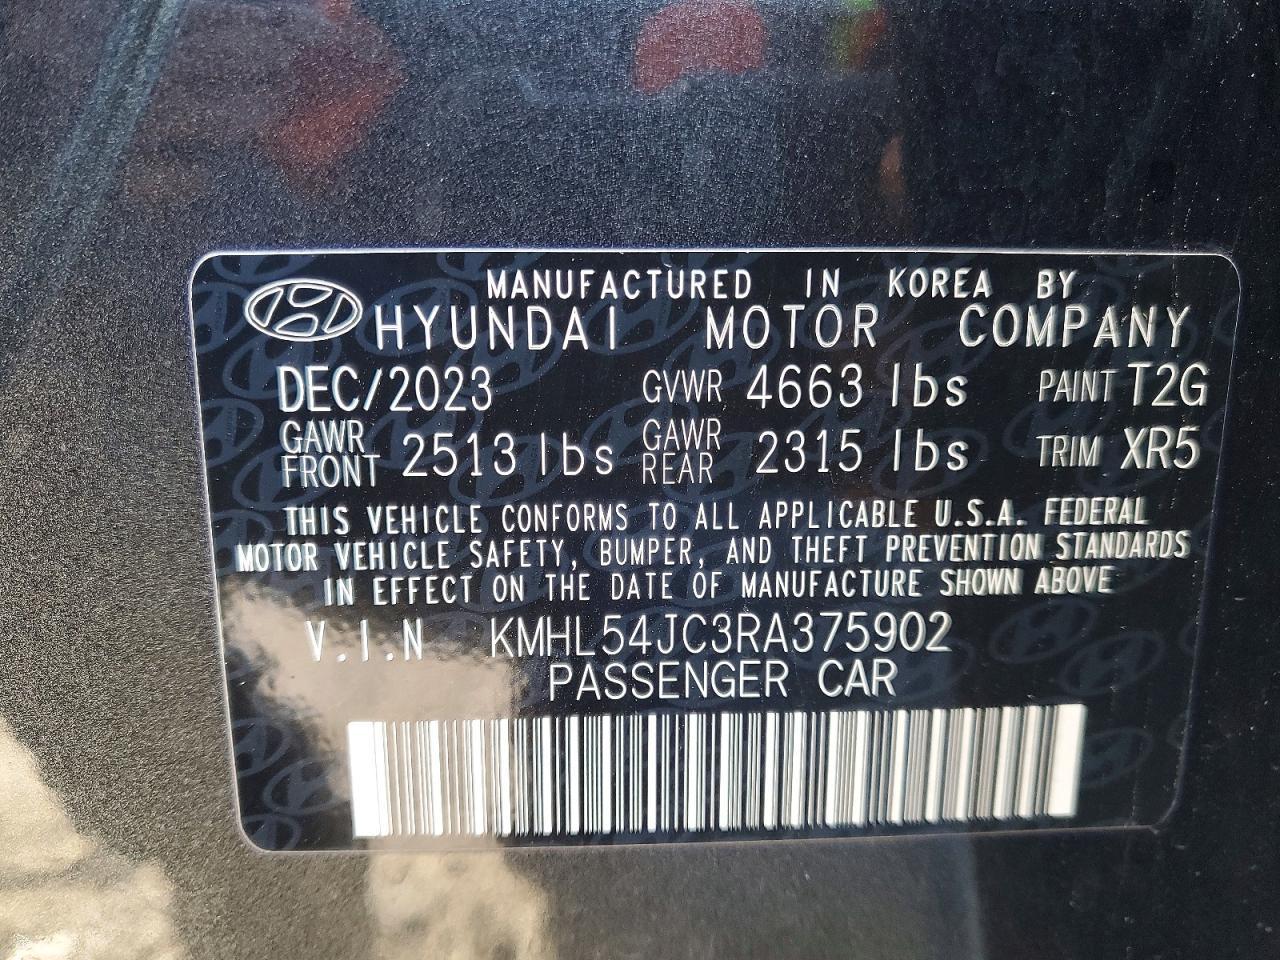 MANUFACTURED IN KOREA BY
HYUNDAI MOTOR COMPANY
DEC/2023 GVWR 4663 lbs PAINT T2G
GAWR FRONT 2513 lbs GAWR REAR 2315 lbs TRIM XR5
THIS VEHICLE CONFORMS TO ALL APPLICABLE U.S.A. FEDERAL
MOTOR VEHICLE SAFETY, BUMPER, AND THEFT PREVENTION STANDARDS
IN EFFECT ON THE DATE OF MANUFACTURE SHOWN ABOVE
V.I.N KMHL54JC3RA375902
PASSENGER CAR